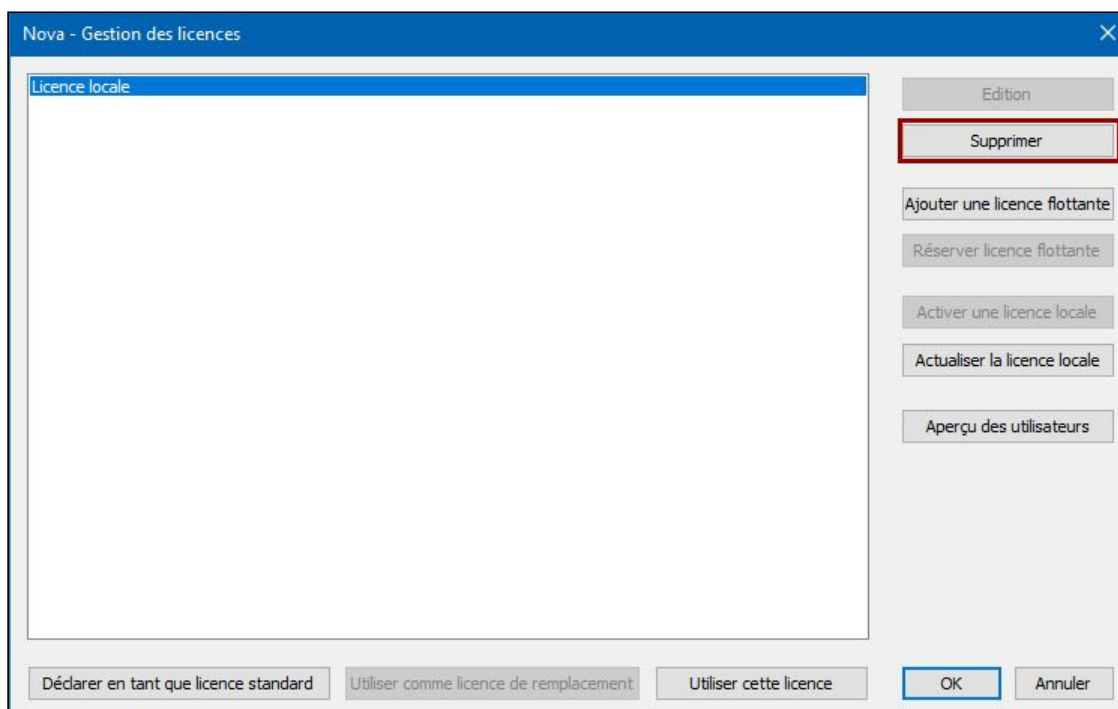 Nova - Gestion des licences
Licence locale
Edition
Supprimer
Ajouter une licence flottante
Réserver licence flottante
Activer une licence locale
Actualiser la licence locale
Aperçu des utilisateurs
Déclarer en tant que licence standard
Utiliser comme licence de remplacement
Utiliser cette licence
OK
Annuler